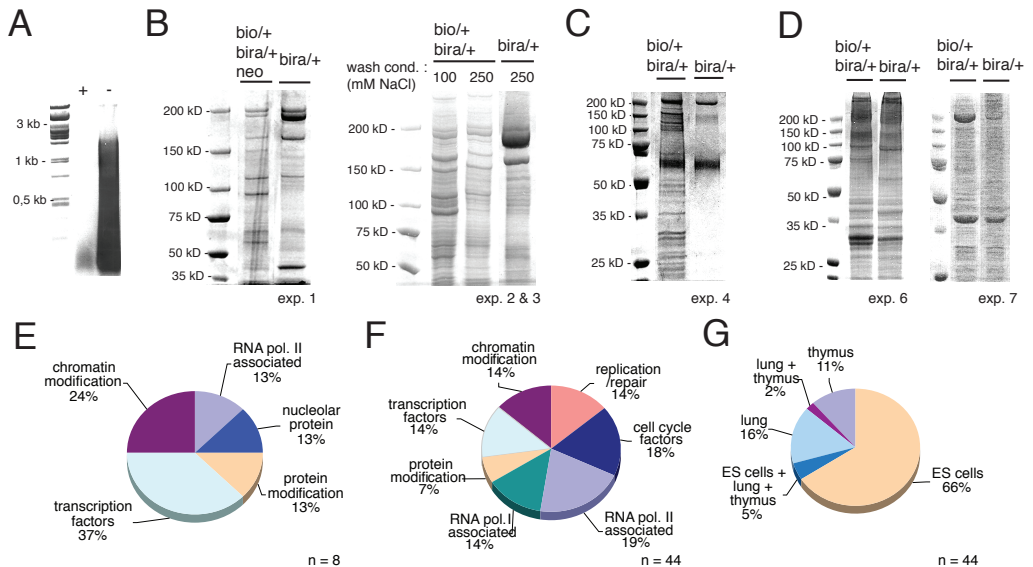 A
+ -
3 kb -
1 kb -
0,5 kb -
B
bio/+
bira/+
neo
bira/+
200 kD -
150 kD -
100 kD -
75 kD -
50 kD -
35 kD -
exp. 1
bio/+
bira/+
bira/+
wash cond. :
(mM NaCl)
100 250 250
200 kD -
150 kD -
100 kD -
75 kD -
50 kD -
exp. 2 & 3
C
bio/+
bira/+
bira/+
200 kD -
150 kD -
100 kD -
75 kD -
50 kD -
35 kD -
25 kD -
exp. 4
D
bio/+
bira/+ bira/+
200 kD -
150 kD -
100 kD -
75 kD -
50 kD -
35 kD -
25 kD -
exp. 6
bio/+
bira/+ bira/+
exp. 7
E
chromatin
modification
24%
RNA pol. II
associated
13%
nucleolar
protein
13%
protein
modification
13%
transcription
factors
37%
n = 8
F
chromatin
modification
14%
replication
/repair
14%
transcription
factors
14%
cell cycle
factors
18%
protein
modification
7%
RNA pol. I
associated
14%
RNA pol. II
associated
19%
n = 44
G
lung +
thymus
2%
thymus
11%
lung
16%
ES cells +
lung +
thymus
5%
ES cells
66%
n = 44